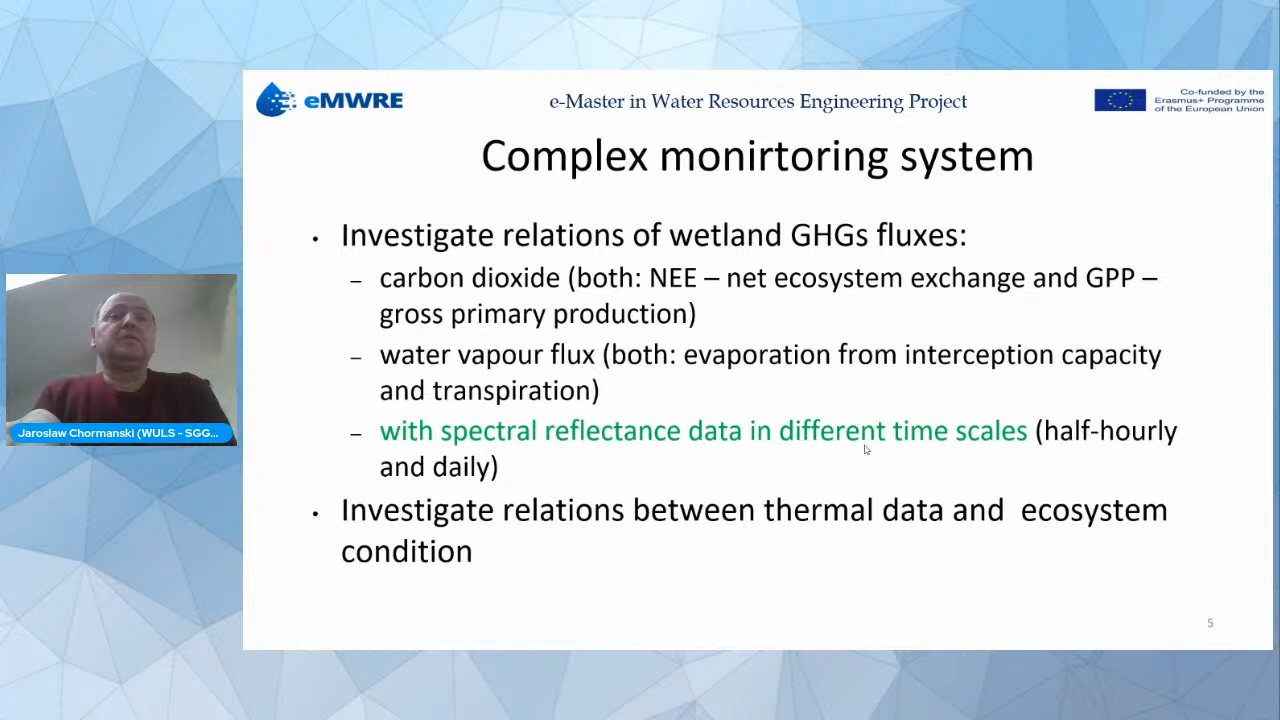 eMWRE
e-Master in Water Resources Engineering Project
Co-funded by the
Erasmus+ Programme
of the European Union
Complex monirtoring system
• Investigate relations of wetland GHGs fluxes:
– carbon dioxide (both: NEE – net ecosystem exchange and GPP –
gross primary production)
– water vapour flux (both: evaporation from interception capacity
and transpiration)
– with spectral reflectance data in different time scales (half-hourly
and daily)
• Investigate relations between thermal data and ecosystem
condition
Jaroslaw Chormanski (WULS - SGG...
5